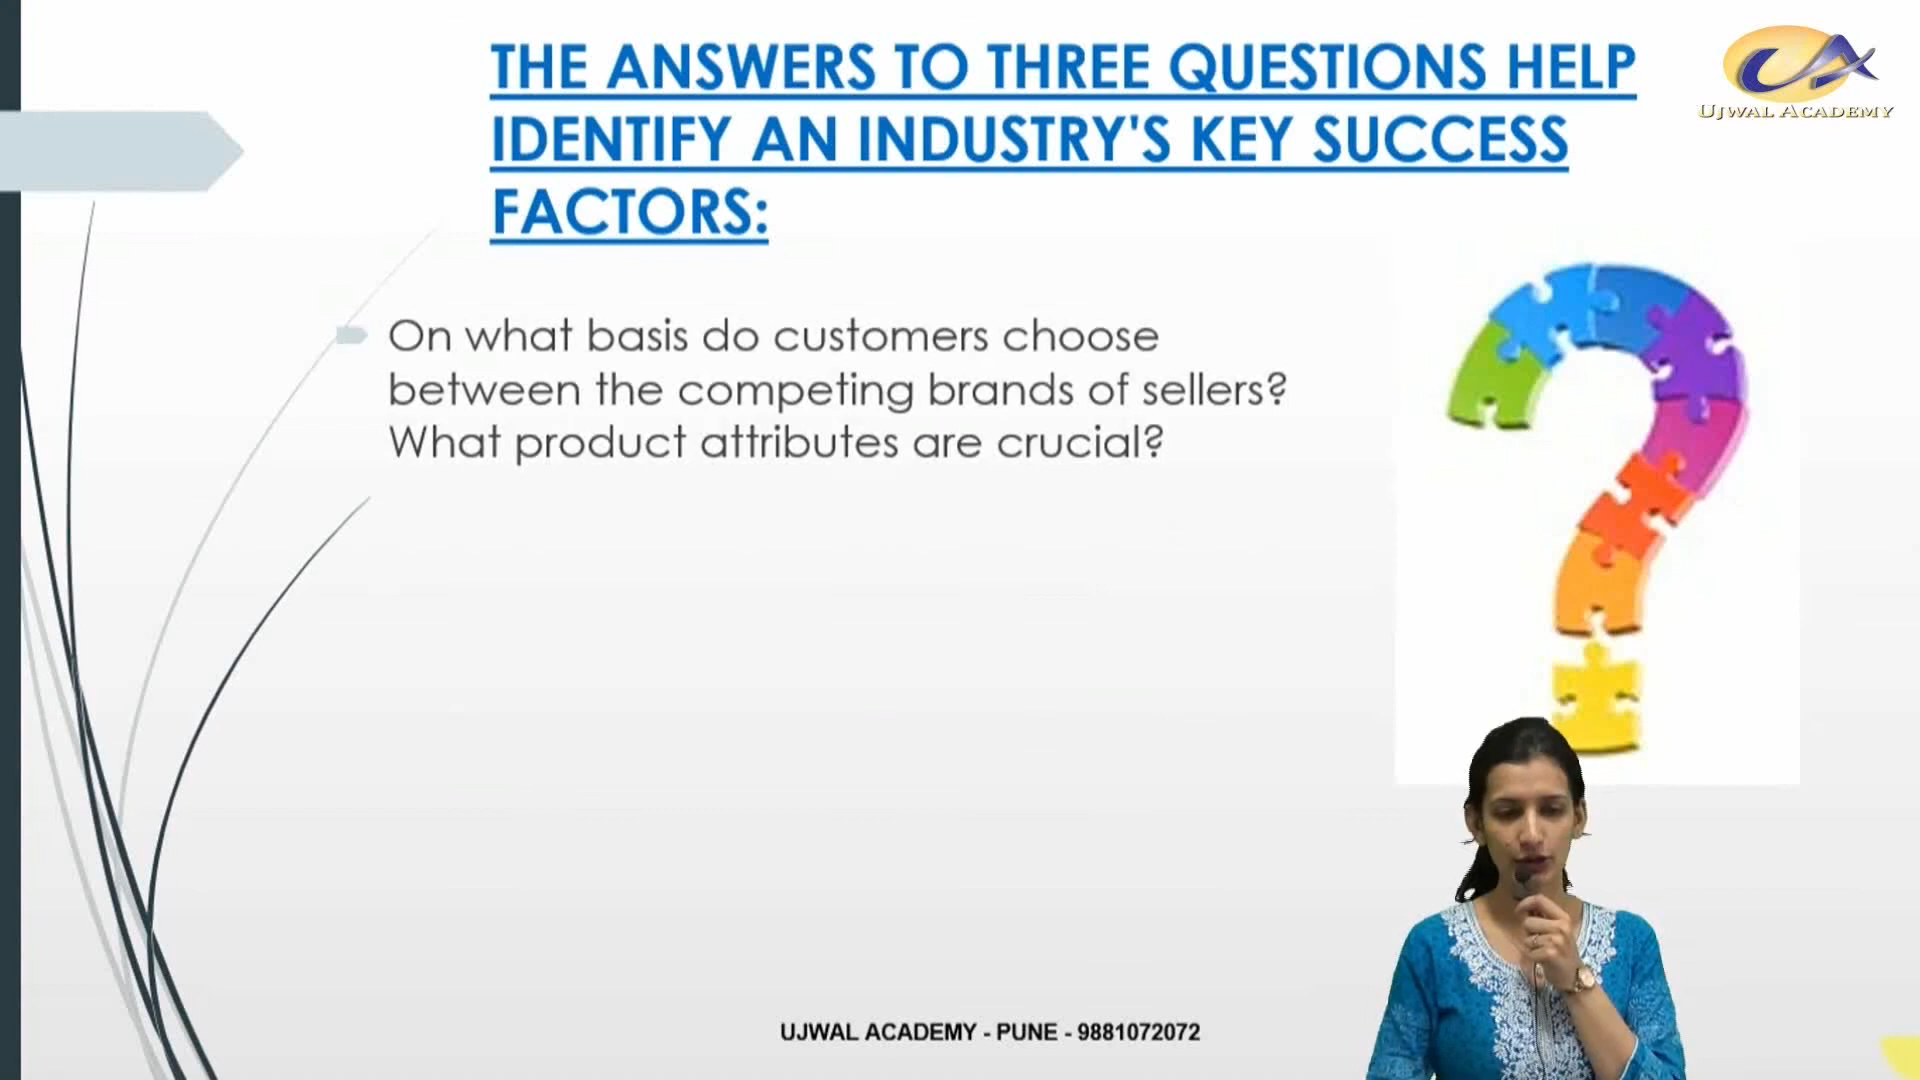 THE ANSWERS TO THREE QUESTIONS HELP
IDENTIFY AN INDUSTRY'S KEY SUCCESS
FACTORS:
UJWAL ACADEMY
On what basis do customers choose
between the competing brands of sellers?
What product attributes are crucial?
UJWAL ACADEMY - PUNE - 9881072072